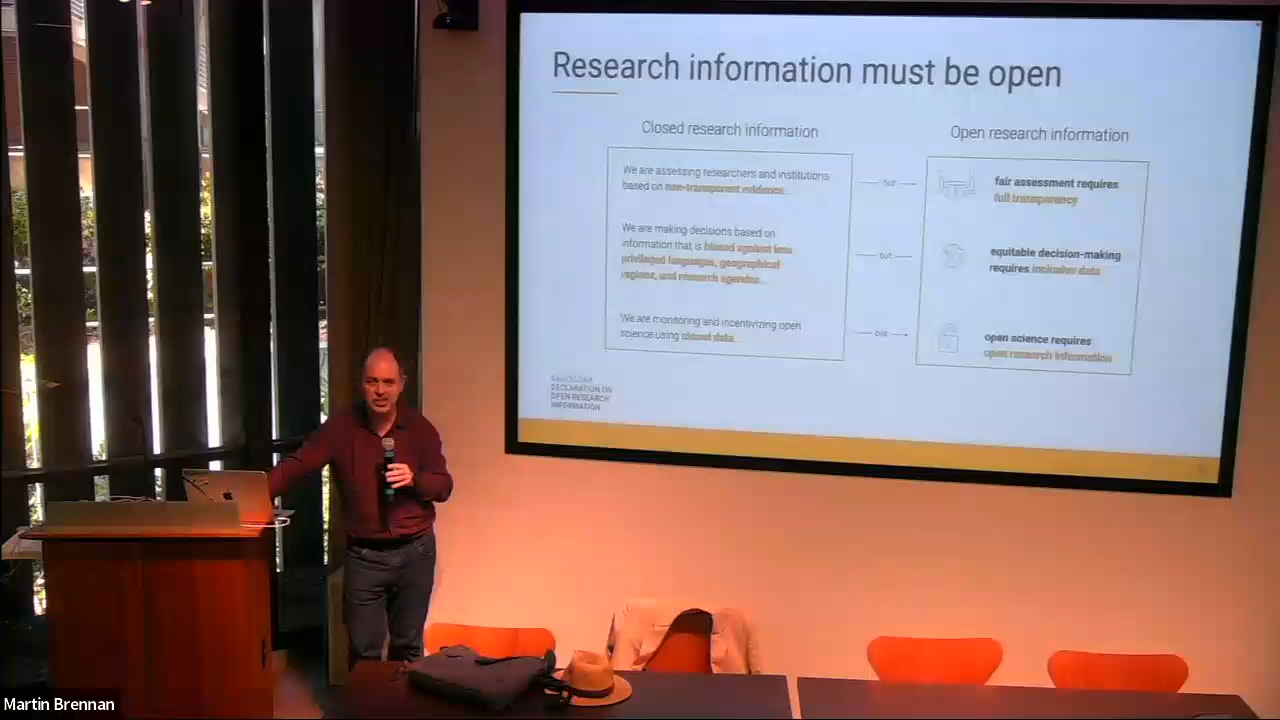 Research information must be open
Closed research information
Open research information
We are assessing researchers and institutions
based on non-transparent evidence.
but
fair assessment requires
full transparency
We are making decisions based on
information that is biased against less
privileged languages, geographical
regions, and research agendas.
but
equitable decision-making
requires inclusive data
We are monitoring and incentivizing open
science using closed data.
but
open science requires
open research information
BARCELONA
DECLARATION ON
OPEN RESEARCH
INFORMATION
Martin Brennan